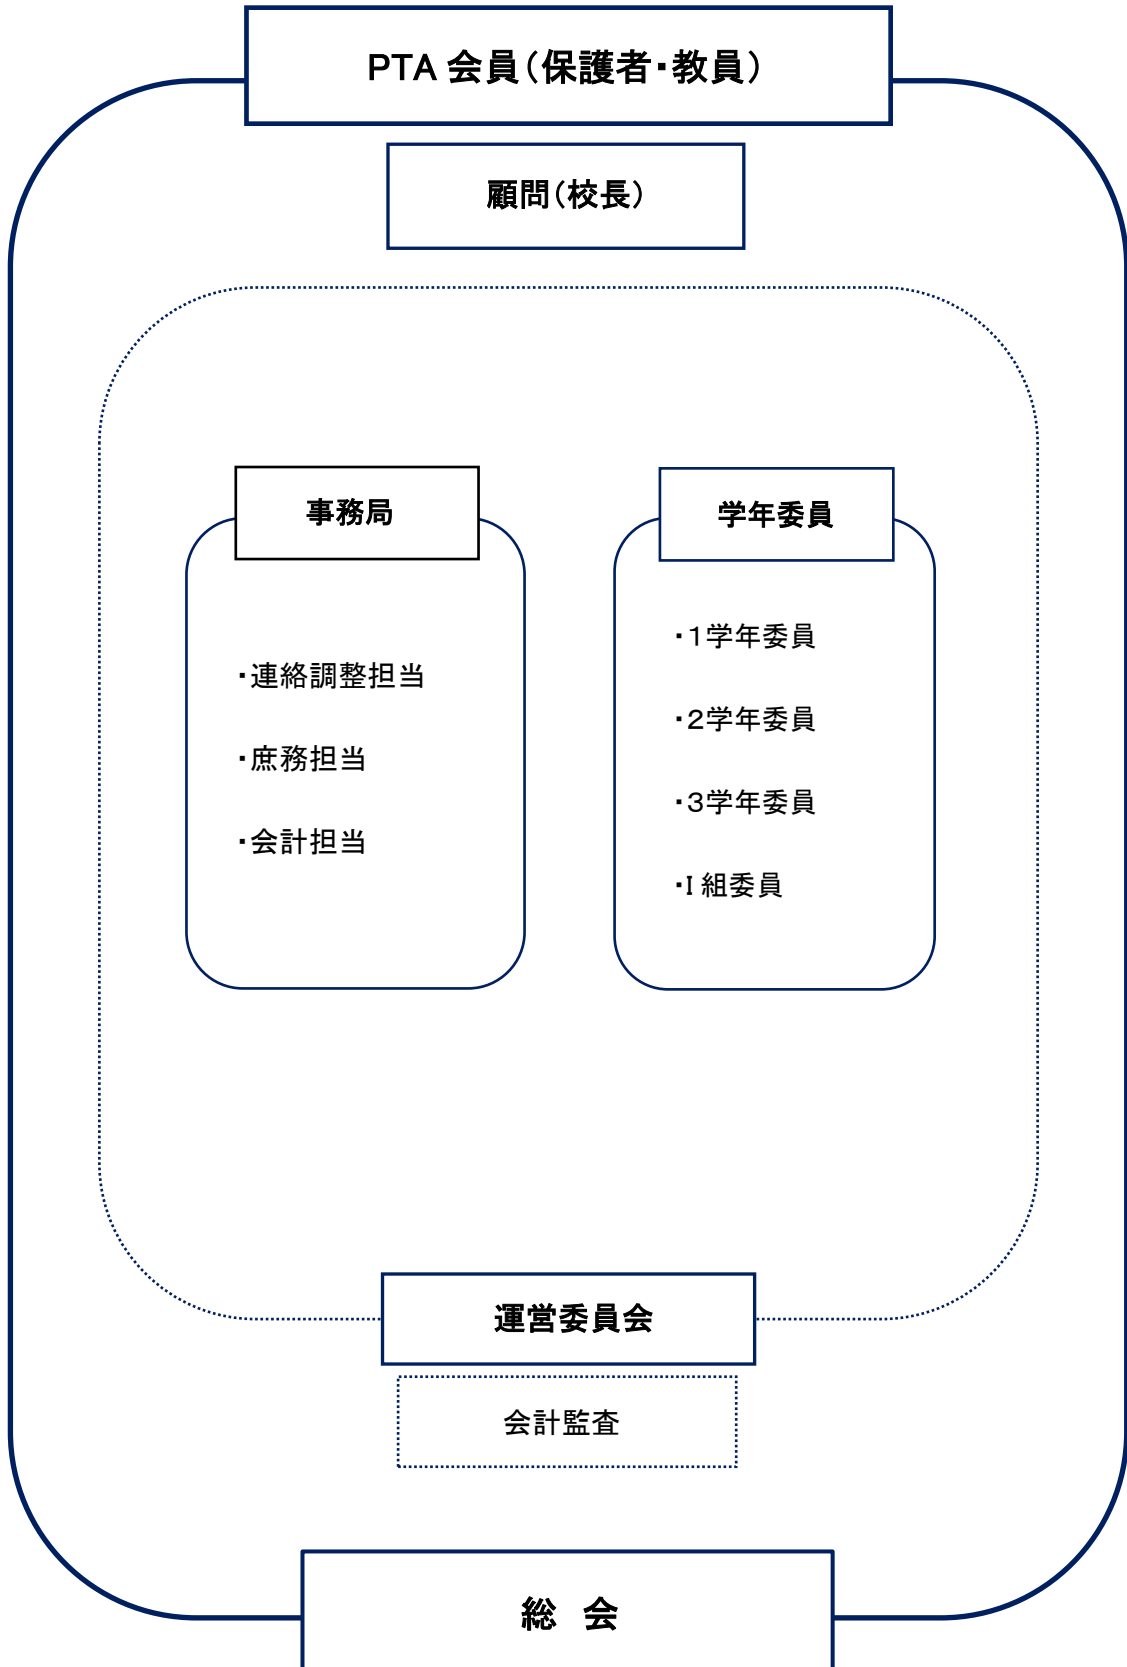 PTA 会員（保護者・教員）
顧問（校長）
事務局
・連絡調整担当
・庶務担当
・会計担当
学年委員
・1学年委員
・2学年委員
・3学年委員
・I 組委員
運営委員会
会計監査
総　会